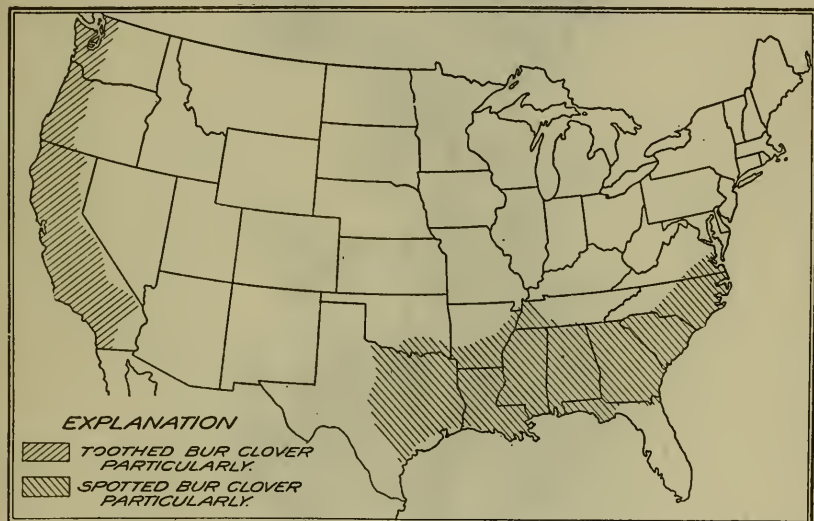 EXPLANATION
TOOTHED BUR CLOVER
PARTICULARLY.
SPOTTED BUR CLOVER
PARTICULARLY.